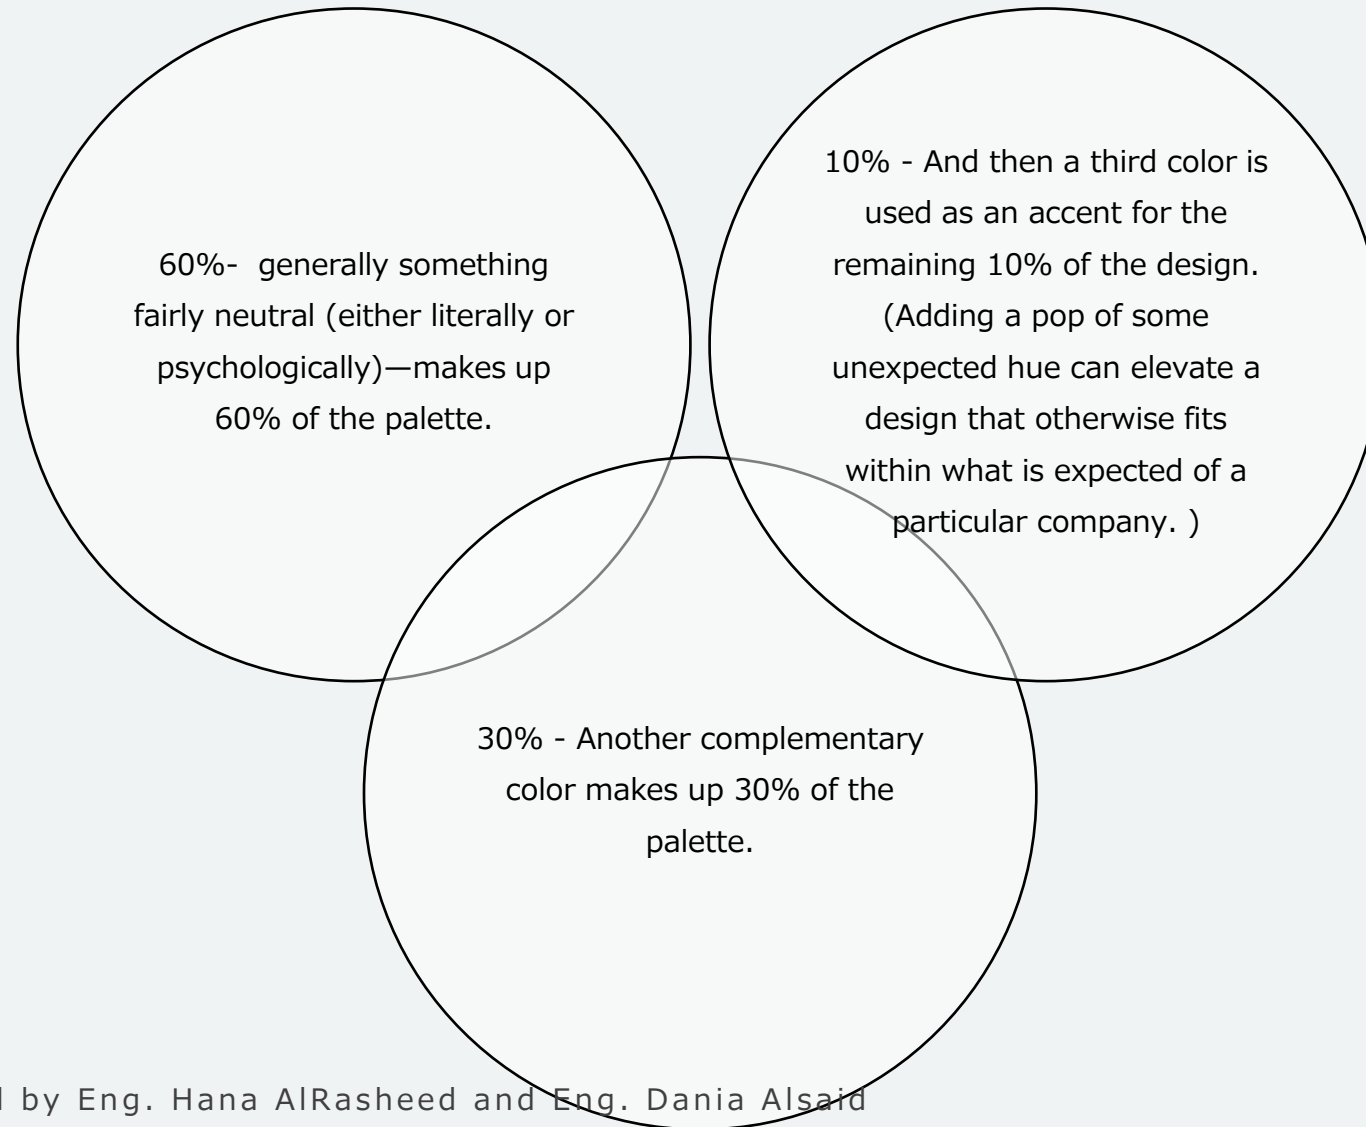 60%-  generally something
fairly neutral (either literally or
psychologically)—makes up
60% of the palette.
10% - And then a third color is
used as an accent for the
remaining 10% of the design.
(Adding a pop of some
unexpected hue can elevate a
design that otherwise fits
within what is expected of a
particular company. )
30% - Another complementary
color makes up 30% of the
palette.
by Eng. Hana AlRasheed and Eng. Dania Alsaid